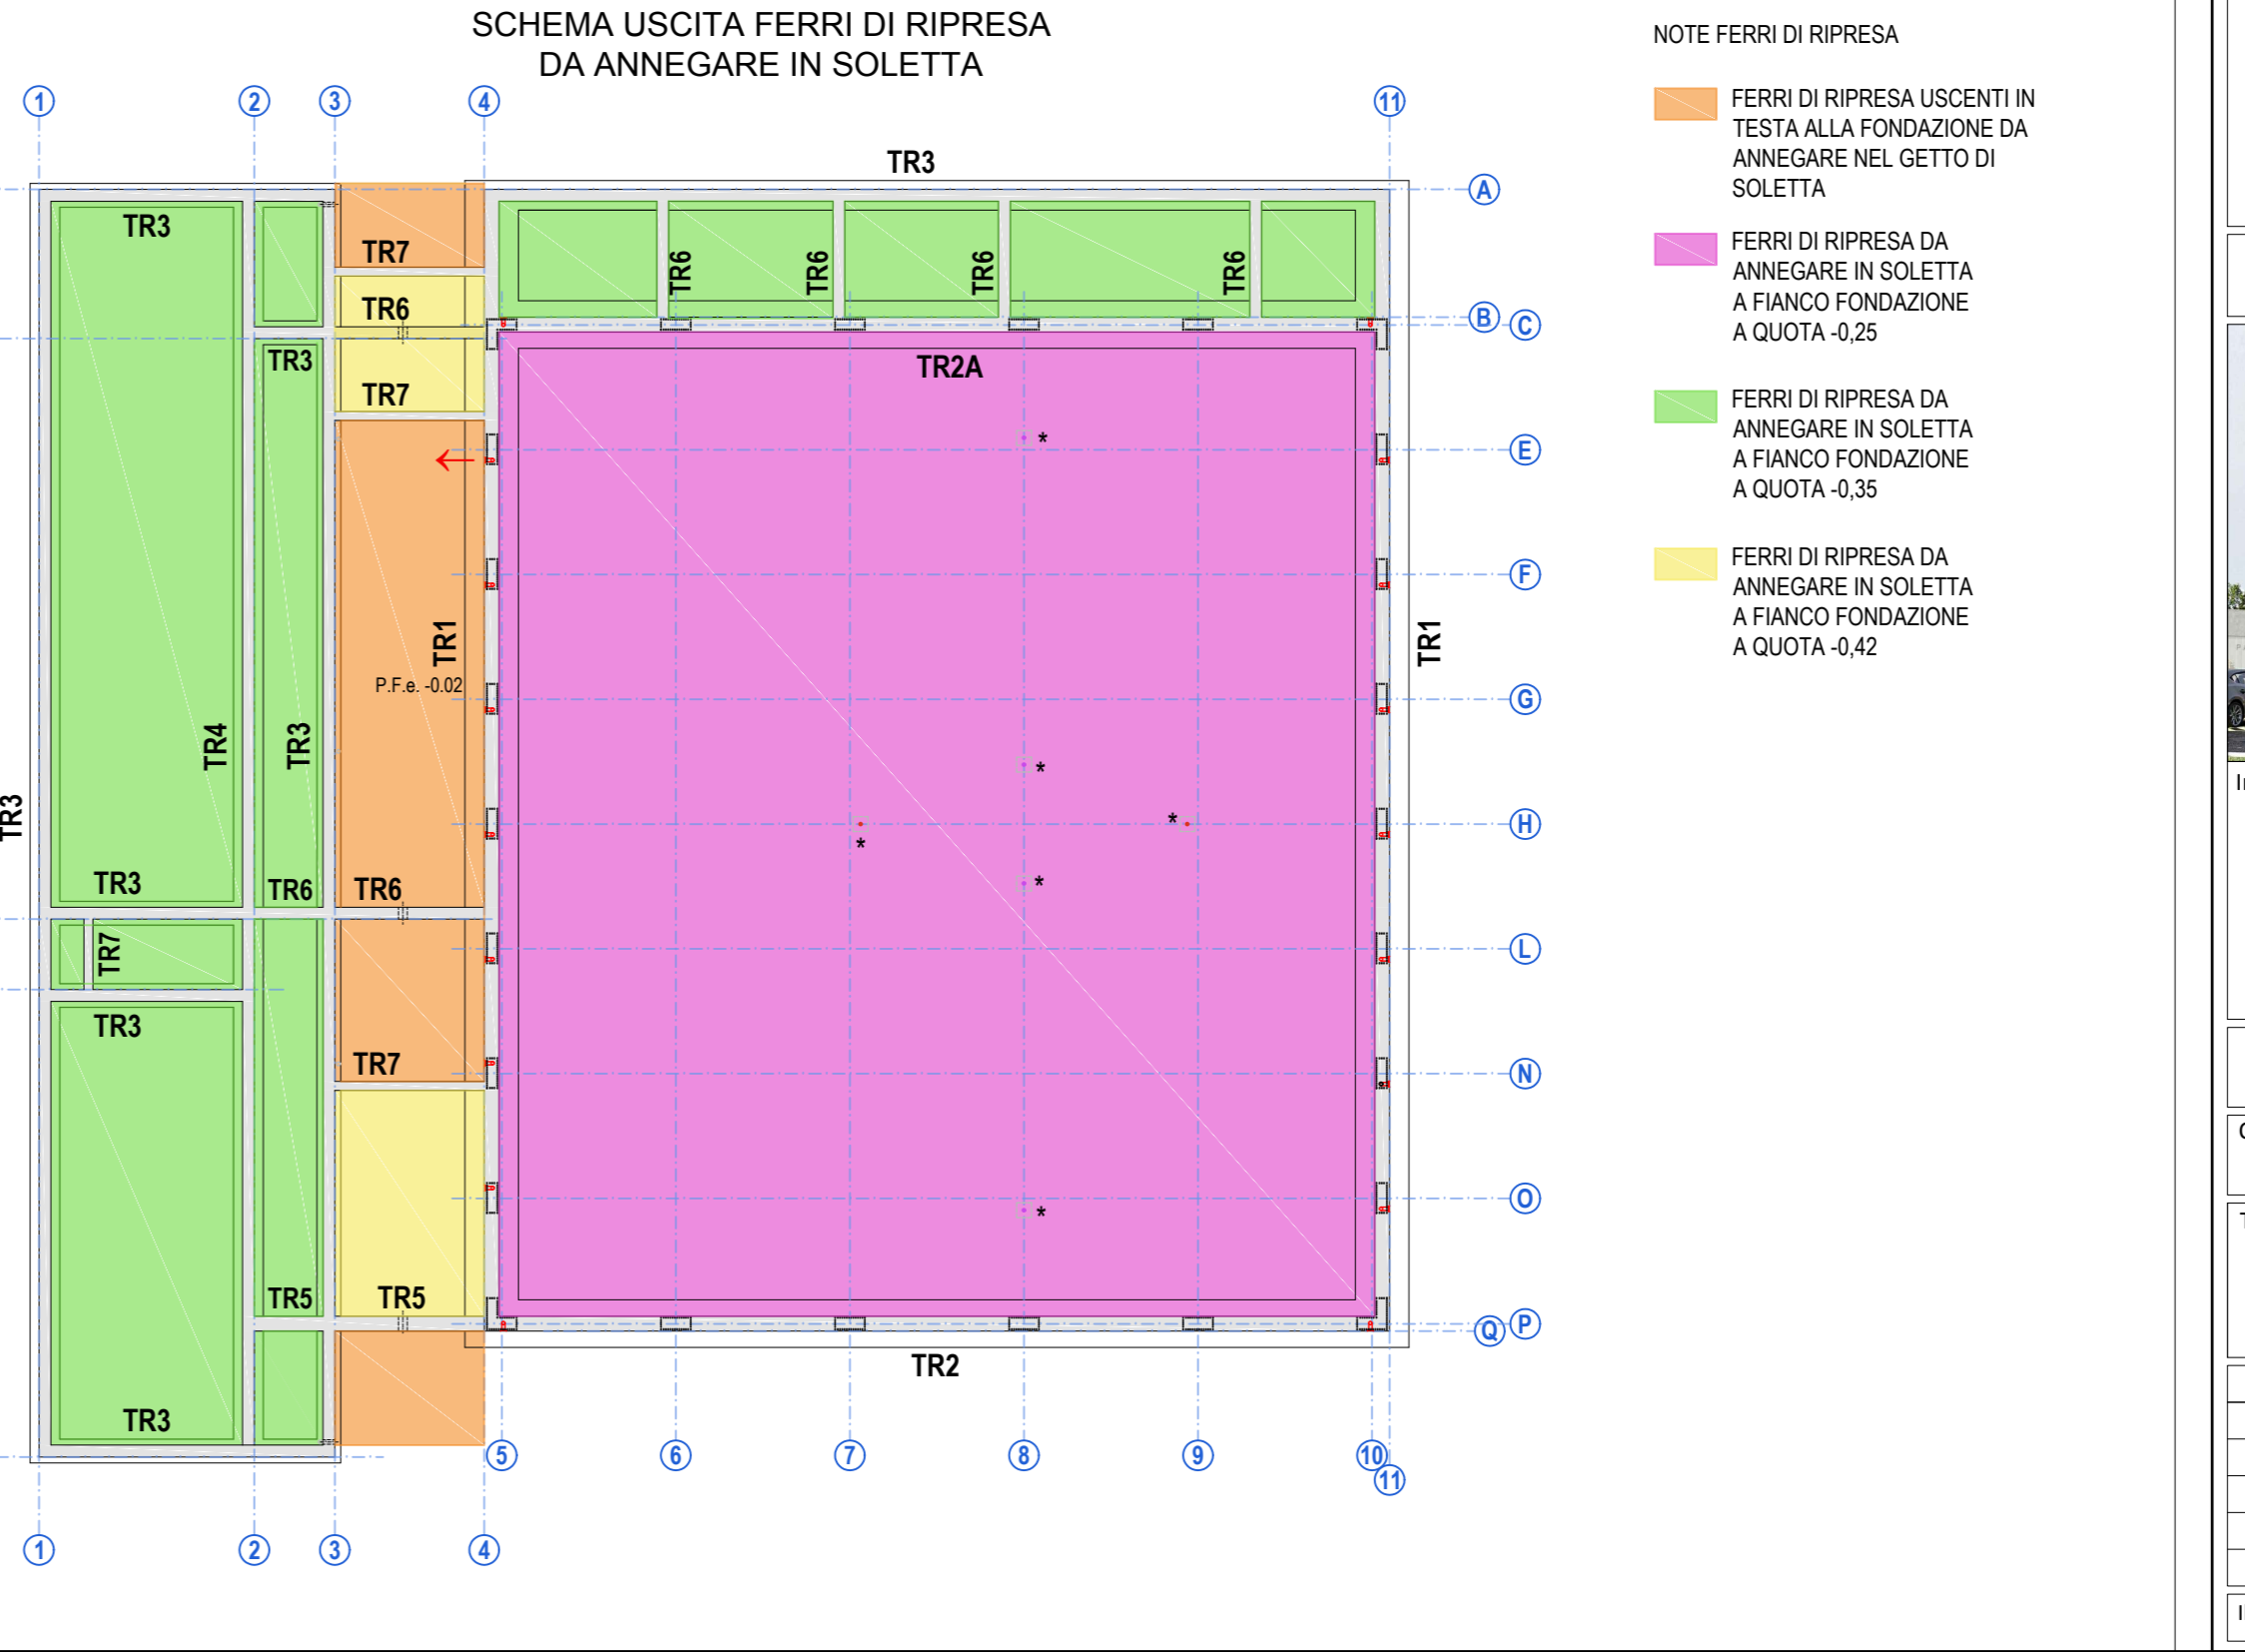 SCHEMA USCITA FERRI DI RIPRESA
DA ANNEGARE IN SOLETTA
NOTE FERRI DI RIPRESA
FERRI DI RIPRESA USCENTI IN
TESTA ALLA FONDAZIONE DA
ANNEGARE NEL GETTO DI
SOLETTA
FERRI DI RIPRESA DA
ANNEGARE IN SOLETTA
A FIANCO FONDAZIONE
A QUOTA -0,25
FERRI DI RIPRESA DA
ANNEGARE IN SOLETTA
A FIANCO FONDAZIONE
A QUOTA -0,35
FERRI DI RIPRESA DA
ANNEGARE IN SOLETTA
A FIANCO FONDAZIONE
A QUOTA -0,42
1 2 3 4 11
TR3
A
TR3
TR7
TR6 TR6 TR6 TR6
TR6
B C
TR3
TR2A
TR7
*
E
F
TR1
TR1
P.F.e. -0.02
G
TR4
TR3
*
TR3
* H
*
TR3 TR6 TR6
*
TR7
L
TR3
TR7
N
O
*
TR5 TR5
Q P
TR2
TR3
5 6 7 8 9 10
11
1 2 3 4